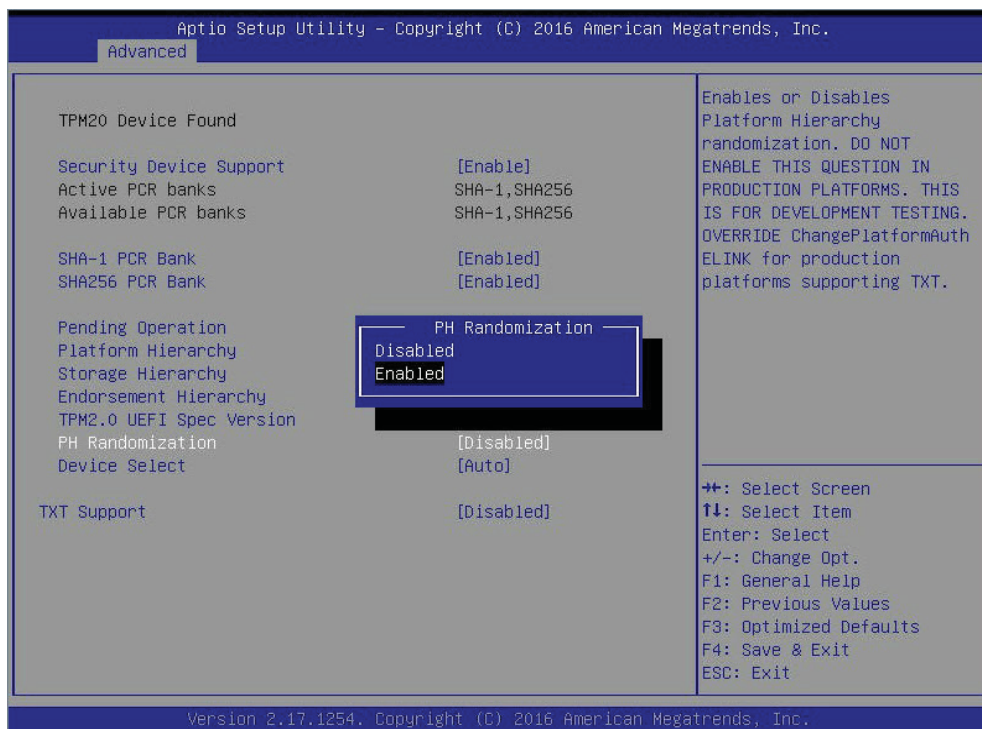 Aptio Setup Utility – Copyright (C) 2016 American Megatrends, Inc.
Advanced
TPM20 Device Found
Security Device Support [Enable]
Active PCR banks SHA-1,SHA256
Available PCR banks SHA-1,SHA256
SHA-1 PCR Bank [Enabled]
SHA256 PCR Bank [Enabled]
Pending Operation
Platform Hierarchy
Storage Hierarchy
Endorsement Hierarchy
TPM2.0 UEFI Spec Version
PH Randomization [Disabled]
Device Select [Auto]
TXT Support [Disabled]
PH Randomization
Disabled
Enabled
Enables or Disables
Platform Hierarchy
randomization. DO NOT
ENABLE THIS QUESTION IN
PRODUCTION PLATFORMS. THIS
IS FOR DEVELOPMENT TESTING.
OVERRIDE ChangePlatformAuth
ELINK for production
platforms supporting TXT.
→←: Select Screen
↑↓: Select Item
Enter: Select
+/-: Change Opt.
F1: General Help
F2: Previous Values
F3: Optimized Defaults
F4: Save & Exit
ESC: Exit
Version 2.17.1254. Copyright (C) 2016 American Megatrends, Inc.